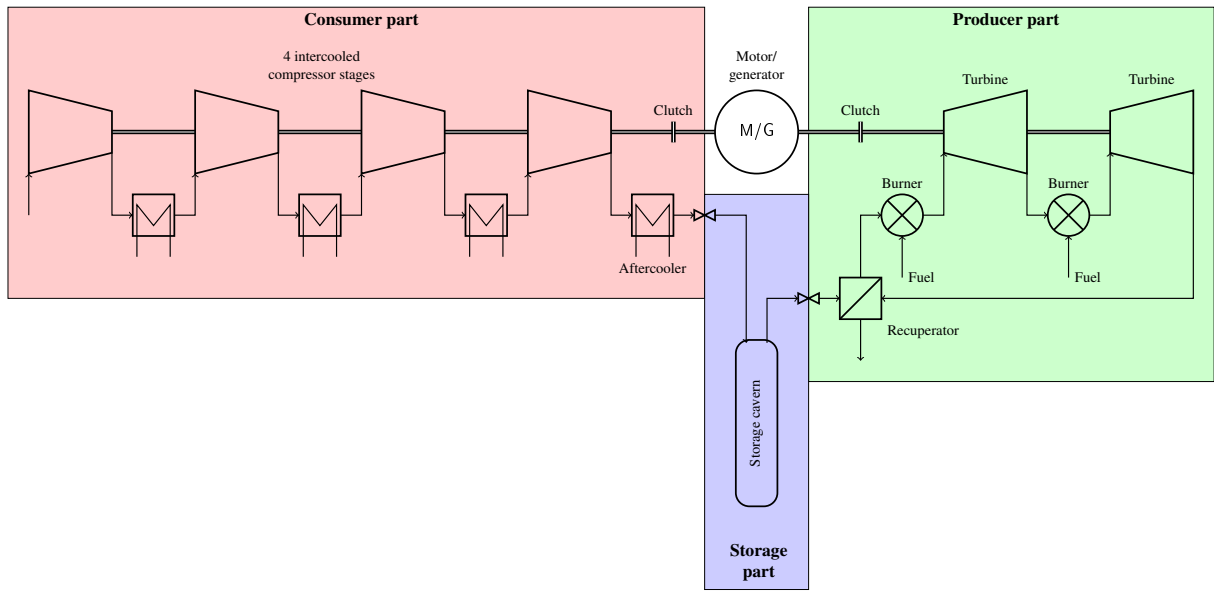 Consumer part
Producer part
4 intercooled
compressor stages
Motor/
generator
Turbine
Turbine
Clutch
M/G
Clutch
Burner
Burner
Aftercooler
Fuel
Fuel
Recuperator
Storage cavern
Storage
part